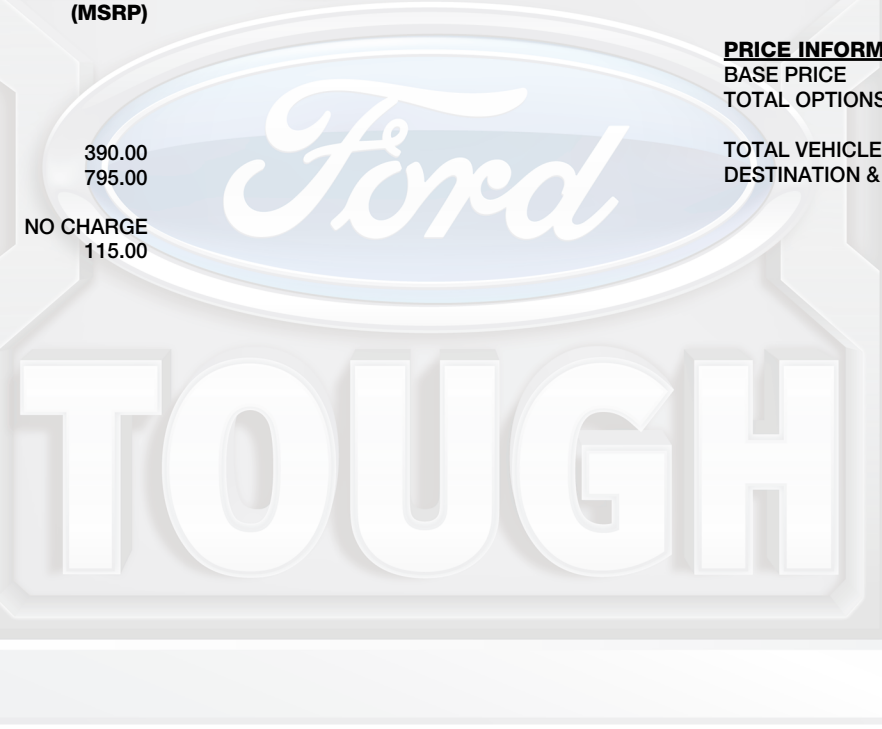 (MSRP)
390.00
795.00
NO CHARGE
115.00
PRICE INFORM
BASE PRICE
TOTAL OPTIONS
TOTAL VEHICLE
DESTINATION &
Ford
TOUGH